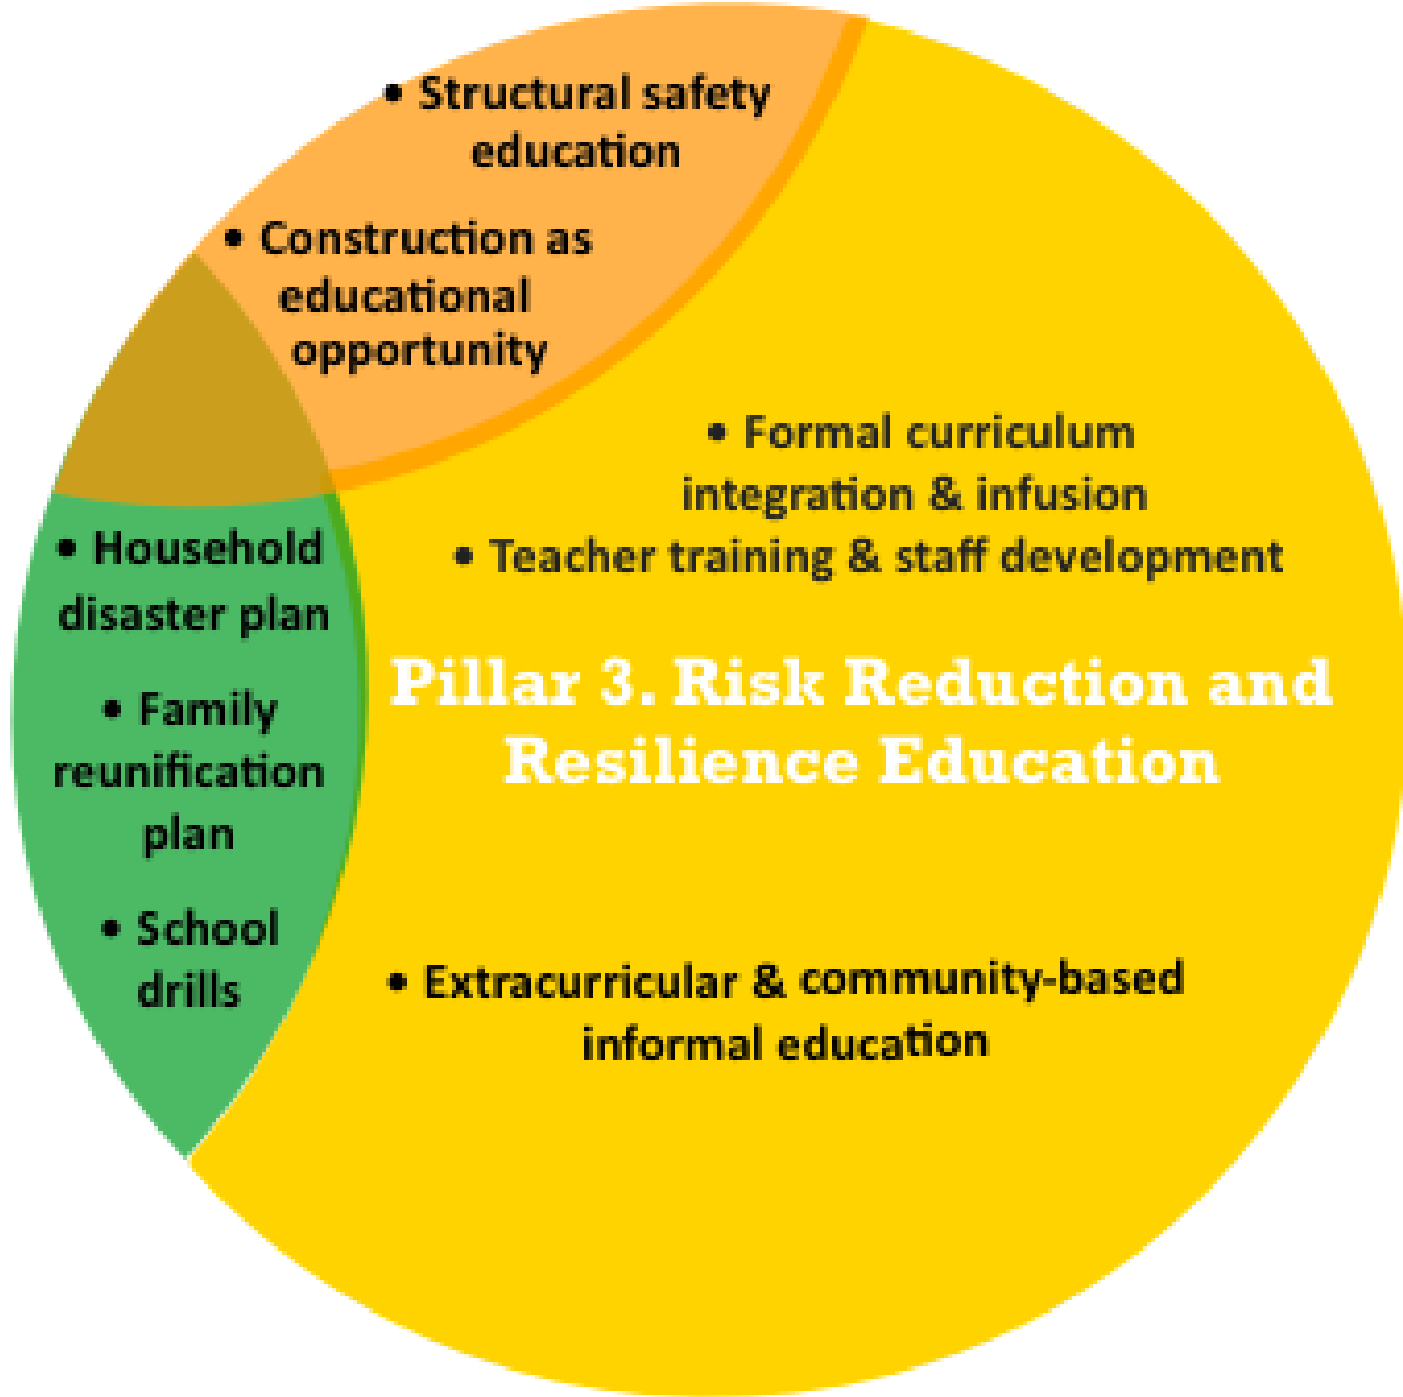 • Structural safety
education
• Construction as
educational
opportunity
• Formal curriculum
integration & infusion
• Teacher training & staff development
• Household
disaster plan
• Family
reunification
plan
• School
drills
Pillar 3. Risk Reduction and
Resilience Education
• Extracurricular & community-based
informal education